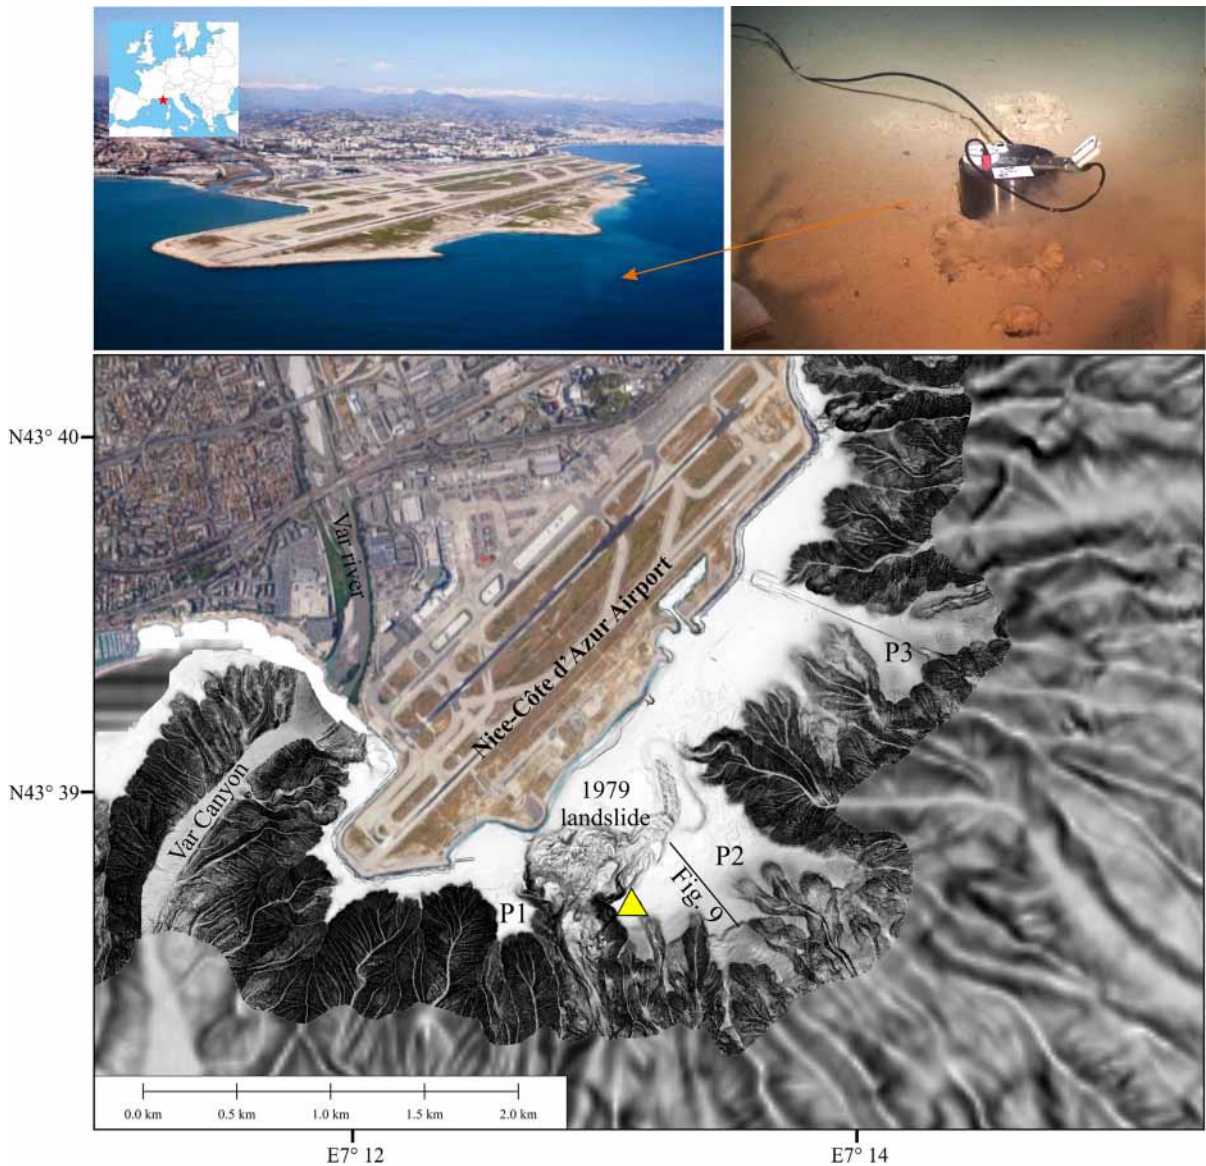 N43° 40
Var river
Nice-Côte d'Azur Airport
P3
N43° 39
Var Canyon
1979
landslide
P2
Fig. 9
P1
0.0 km 0.5 km 1.0 km 1.5 km 2.0 km
E7° 12 E7° 14